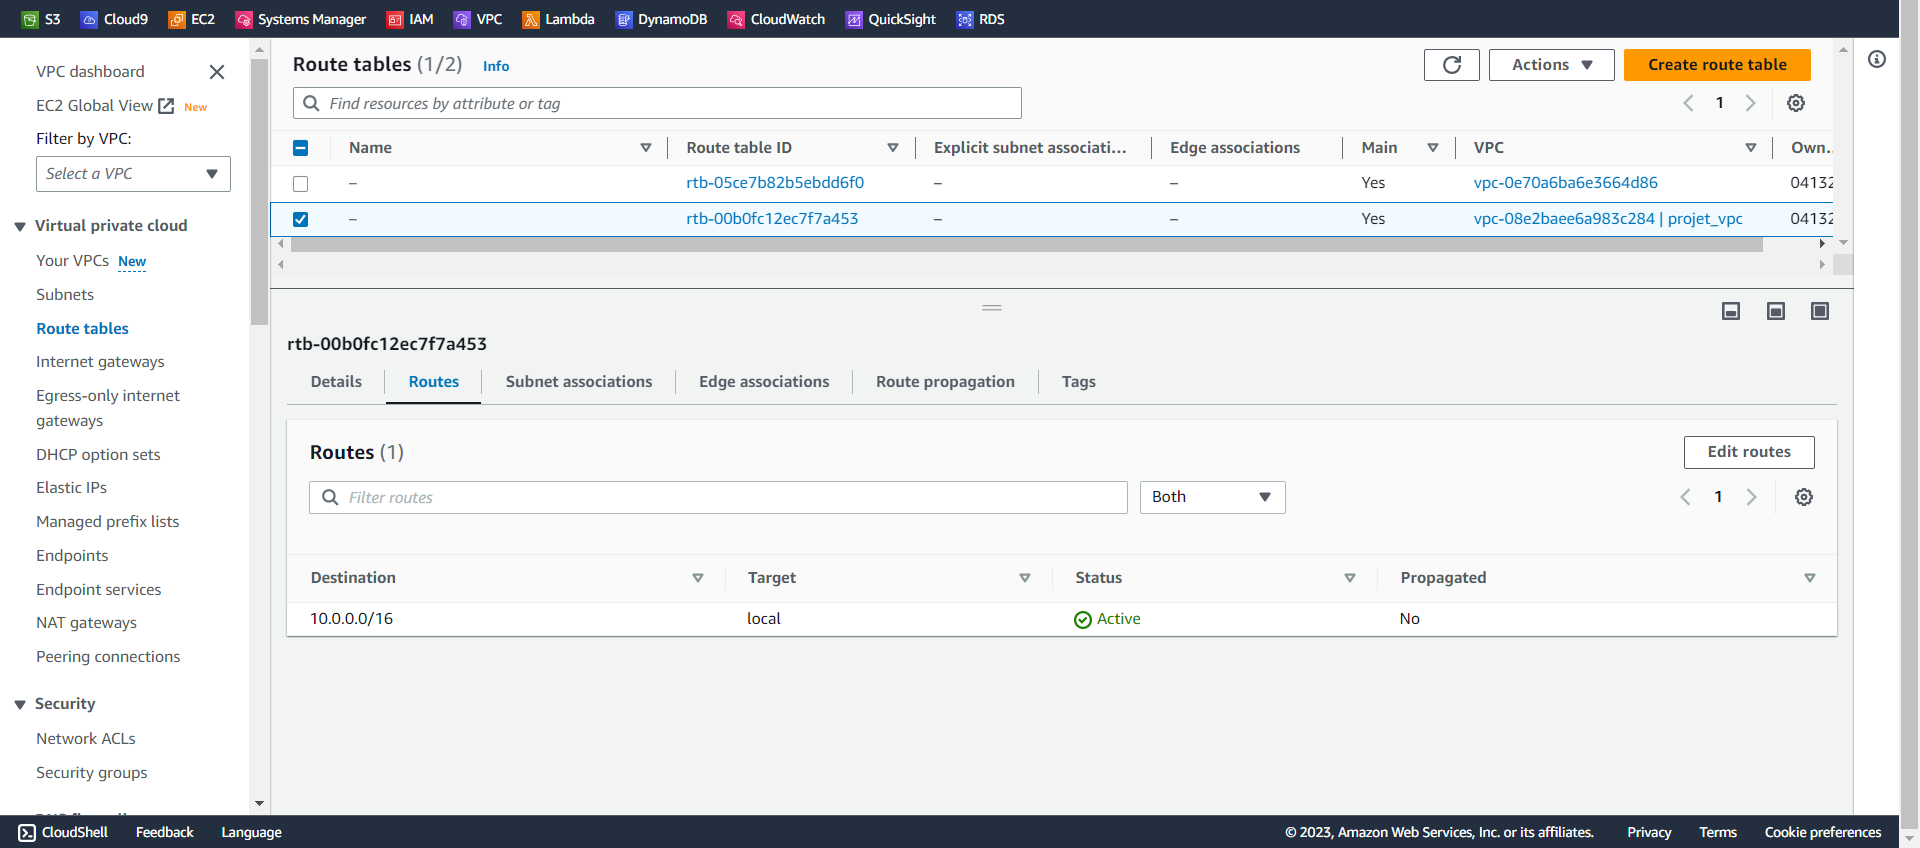 S3 Cloud9 EC2 Systems Manager IAM VPC Lambda DynamoDB CloudWatch QuickSight RDS
VPC dashboard
EC2 Global View New
Filter by VPC:
Select a VPC
Virtual private cloud
Your VPCs New
Subnets
Route tables
Internet gateways
Egress-only internet
gateways
DHCP option sets
Elastic IPs
Managed prefix lists
Endpoints
Endpoint services
NAT gateways
Peering connections
Security
Network ACLs
Security groups
Route tables (1/2) Info
Actions
Create route table
Find resources by attribute or tag
1
Name Route table ID Explicit subnet associati... Edge associations Main VPC Own...
– rtb-05ce7b82b5ebdd6f0 – – Yes vpc-0e70a6ba6e3664d86 04132
– rtb-00b0fc12ec7f7a453 – – Yes vpc-08e2baee6a983c284 | projet_vpc 04132
rtb-00b0fc12ec7f7a453
Details Routes Subnet associations Edge associations Route propagation Tags
Routes (1)
Edit routes
Filter routes
Both
1
Destination Target Status Propagated
10.0.0.0/16 local Active No
CloudShell Feedback Language
© 2023, Amazon Web Services, Inc. or its affiliates. Privacy Terms Cookie preferences